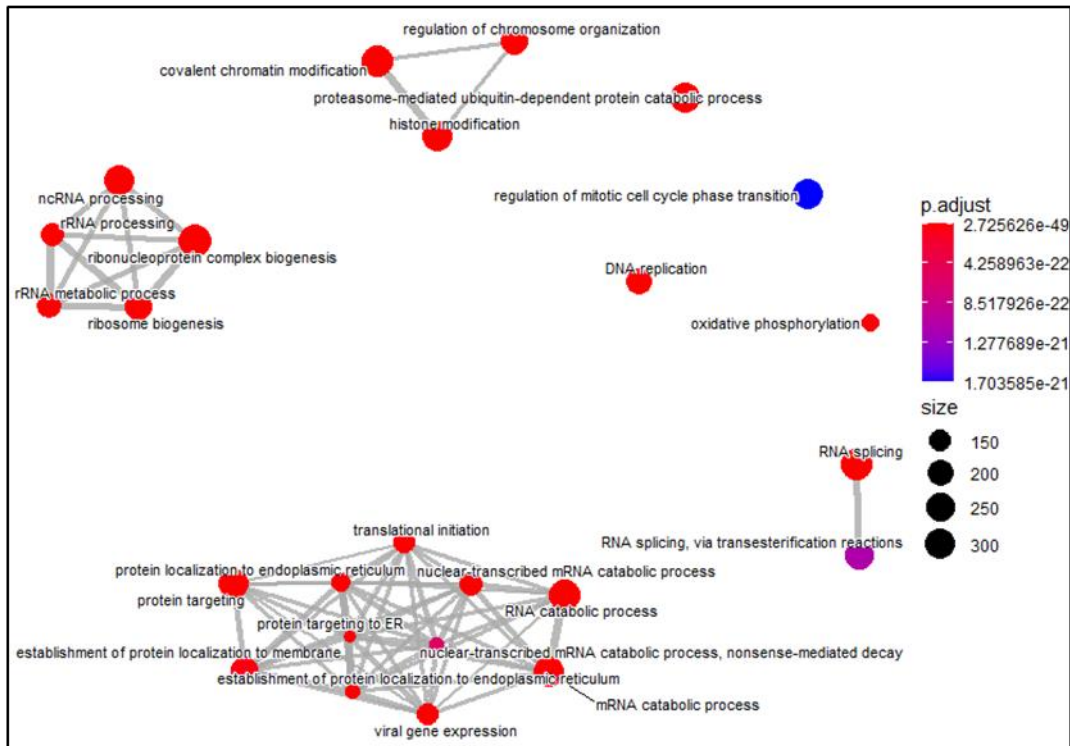 regulation of chromosome organization
covalent chromatin modification
proteasome-mediated ubiquitin-dependent protein catabolic process
histone modification
ncRNA processing
regulation of mitotic cell cycle phase transition
rRNA processing
ribonucleoprotein complex biogenesis
DNA replication
rRNA metabolic process
ribosome biogenesis
oxidative phosphorylation
p.adjust
2.725626e-49
4.258963e-22
8.517926e-22
1.277689e-21
1.703585e-21
size
150
200
250
300
RNA splicing
RNA splicing, via transesterification reactions
translational initiation
protein localization to endoplasmic reticulum
nuclear-transcribed mRNA catabolic process
protein targeting
RNA catabolic process
protein targeting to ER
establishment of protein localization to membrane
nuclear-transcribed mRNA catabolic process, nonsense-mediated decay
establishment of protein localization to endoplasmic reticulum
mRNA catabolic process
viral gene expression